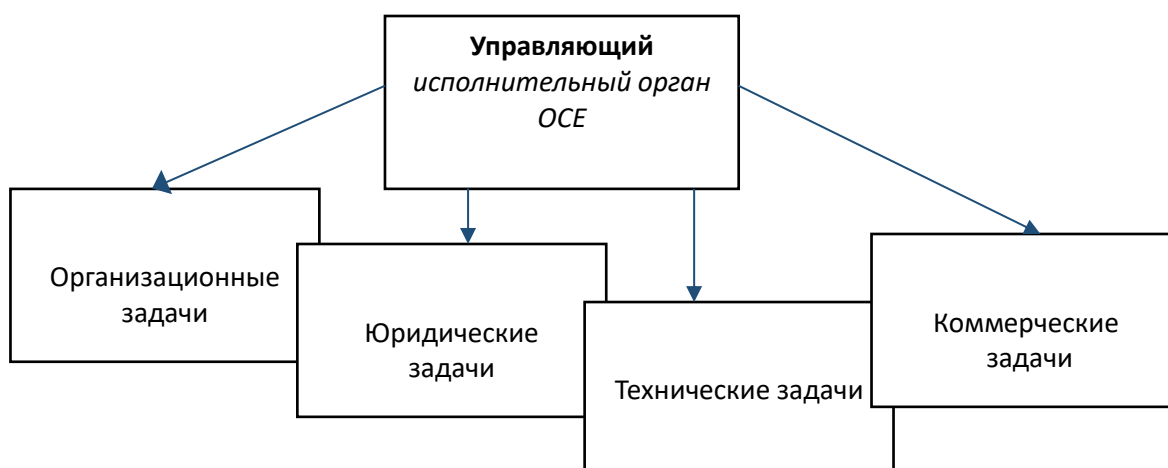 Управляющий
исполнительный орган
ОСЕ
Организационные
задачи
Юридические
задачи
Технические задачи
Коммерческие
задачи